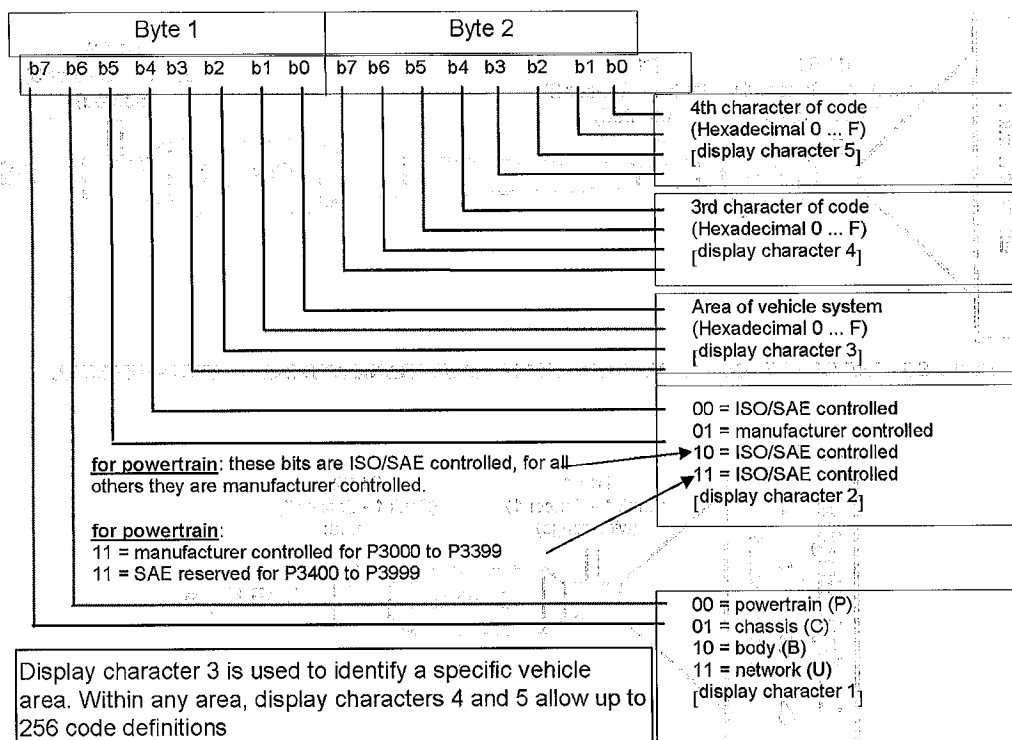 Byte 1 Byte 2
b7 b6 b5 b4 b3 b2 b1 b0 b7 b6 b5 b4 b3 b2 b1 b0
4th character of code
(Hexadecimal 0 ... F)
[display character 5]
3rd character of code
(Hexadecimal 0 ... F)
[display character 4]
Area of vehicle system
(Hexadecimal 0 ... F)
[display character 3]
00 = ISO/SAE controlled
01 = manufacturer controlled
10 = ISO/SAE controlled
11 = ISO/SAE controlled
[display character 2]
for powertrain: these bits are ISO/SAE controlled, for all
others they are manufacturer controlled.
for powertrain:
11 = manufacturer controlled for P3000 to P3399
11 = SAE reserved for P3400 to P3999
00 = powertrain (P)
01 = chassis (C)
10 = body (B)
11 = network (U)
[display character 1]
Display character 3 is used to identify a specific vehicle
area. Within any area, display characters 4 and 5 allow up to
256 code definitions